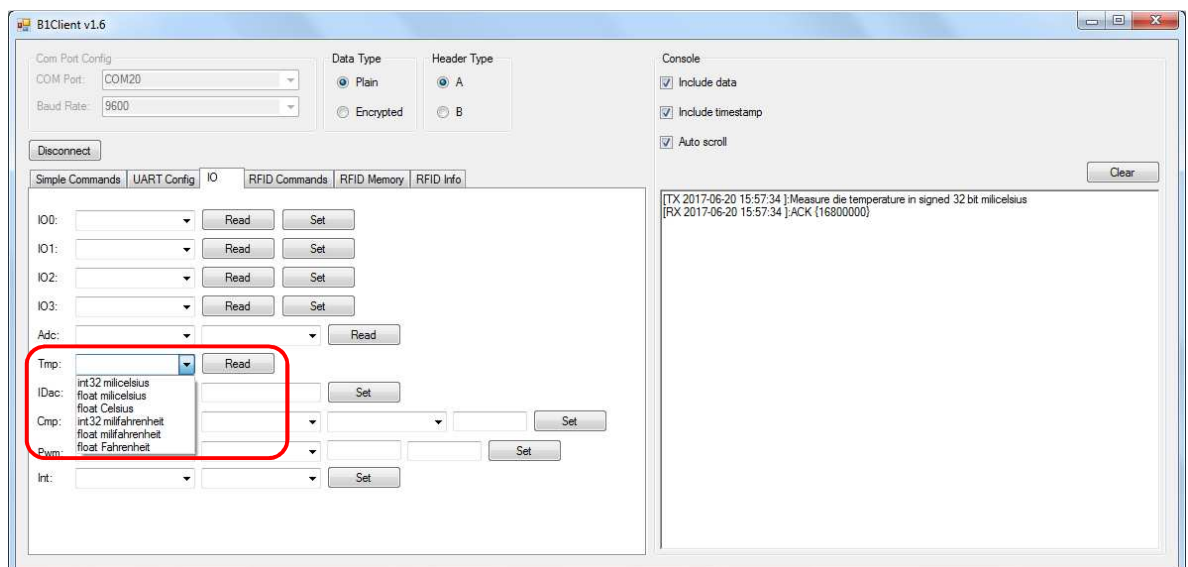 B1Client v1.6
Com Port Config
COM Port: COM20
Baud Rate: 9600
Data Type
Plain
Encrypted
Header Type
A
B
Disconnect
Simple Commands UART Config IO RFID Commands RFID Memory RFID Info
IO0: Read Set
IO1: Read Set
IO2: Read Set
IO3: Read Set
Adc: Read
Tmp: Read
int32 milicelsius
float milicelsius
float Celsius
int32 milifahrenheit
float milifahrenheit
float Fahrenheit
IDac: Set
Cmp: Set
Pwm: Set
Int: Set
Console
Include data
Include timestamp
Auto scroll
Clear
[TX 2017-06-20 15:57:34 ]:Measure die temperature in signed 32 bit milicelsius
[RX 2017-06-20 15:57:34 ]:ACK {16800000}